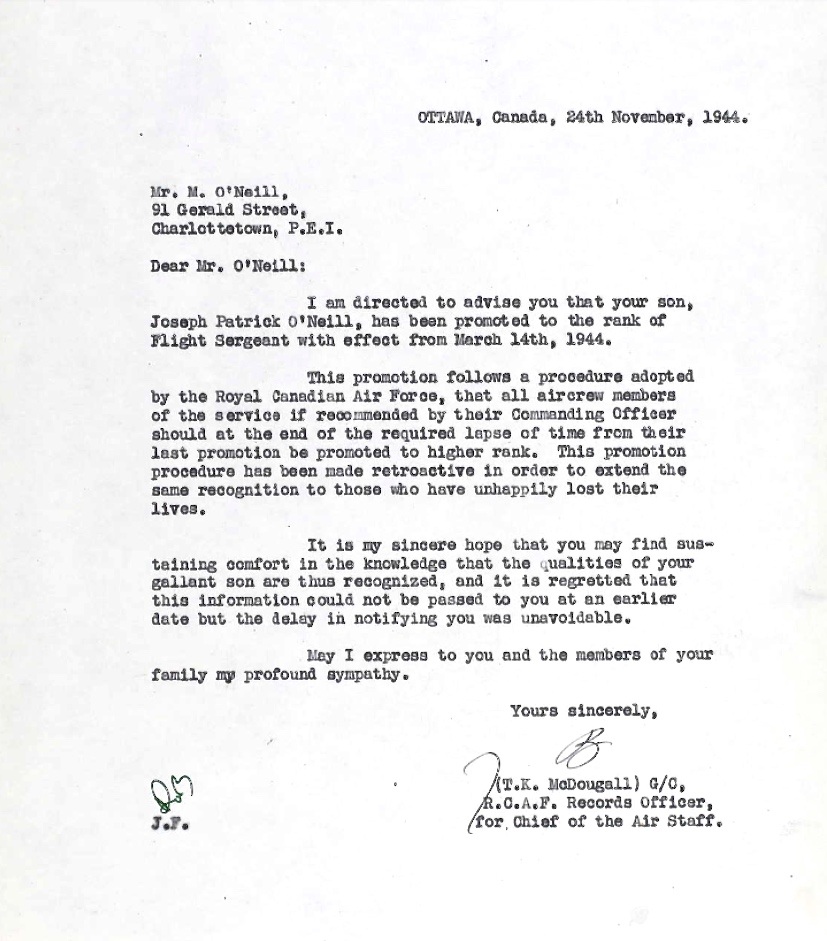 OTTAWA, Canada, 24th November, 1944.
Mr. M. O'Neill,
91 Gerald Street,
Charlottetown, P.E.I.
Dear Mr. O'Neill:
I am directed to advise you that your son,
Joseph Patrick O'Neill, has been promoted to the rank of
Flight Sergeant with effect from March 14th, 1944.
This promotion follows a procedure adopted
by the Royal Canadian Air Force, that all aircrew members
of the service if recommended by their Commanding Officer
should at the end of the required lapse of time from their
last promotion be promoted to higher rank. This promotion
procedure has been made retroactive in order to extend the
same recognition to those who have unhappily lost their
lives.
It is my sincere hope that you may find sus-
taining comfort in the knowledge that the qualities of your
gallant son are thus recognized, and it is regretted that
this information could not be passed to you at an earlier
date but the delay in notifying you was unavoidable.
May I express to you and the members of your
family my profound sympathy.
Yours sincerely,
(T.K. McDougall) G/C,
R.C.A.F. Records Officer,
for Chief of the Air Staff.
J.F.